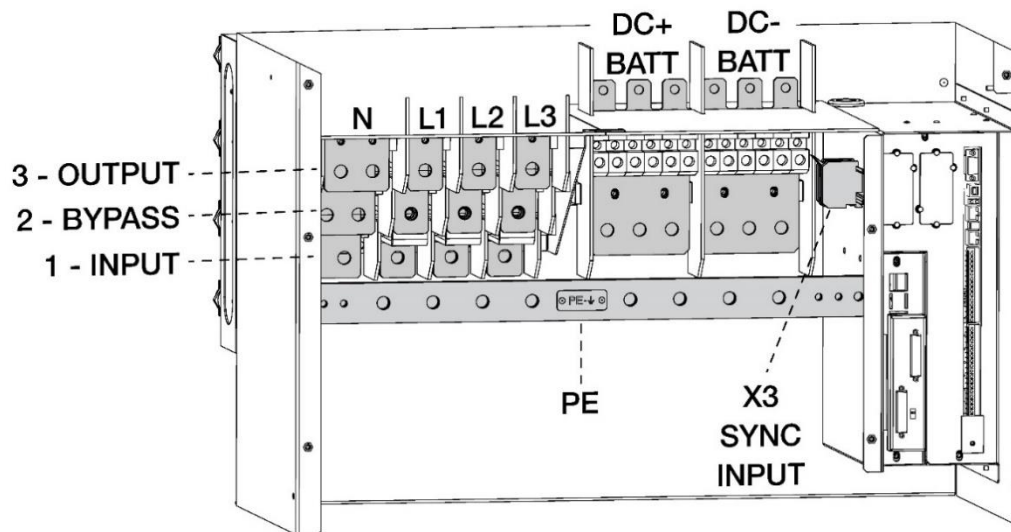 DC+ DC-
BATT BATT
N L1 L2 L3
3 - OUTPUT
2 - BYPASS
1 - INPUT
PE-⏚
PE
X3
SYNC
INPUT